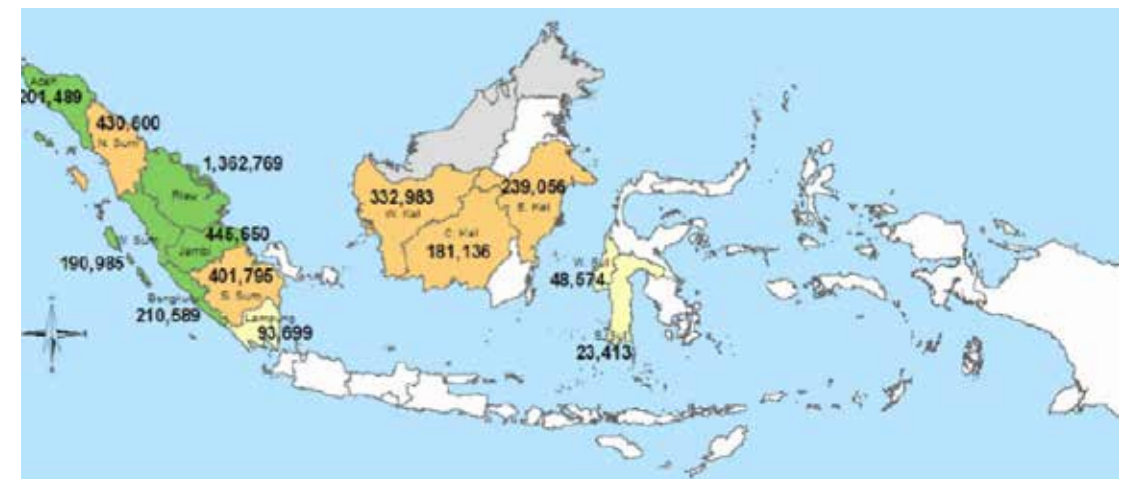 Aceh
201,489
430,600
N. Sum
1,362,769
Riau
W. Sum
445,650
Jambi
190,985
401,795
S. Sum
Bengkulu
210,589
Lampung
93,699
332,983
W. Kal
C. Kal
181,136
239,056
E. Kal
W. Sul
48,574
23,413